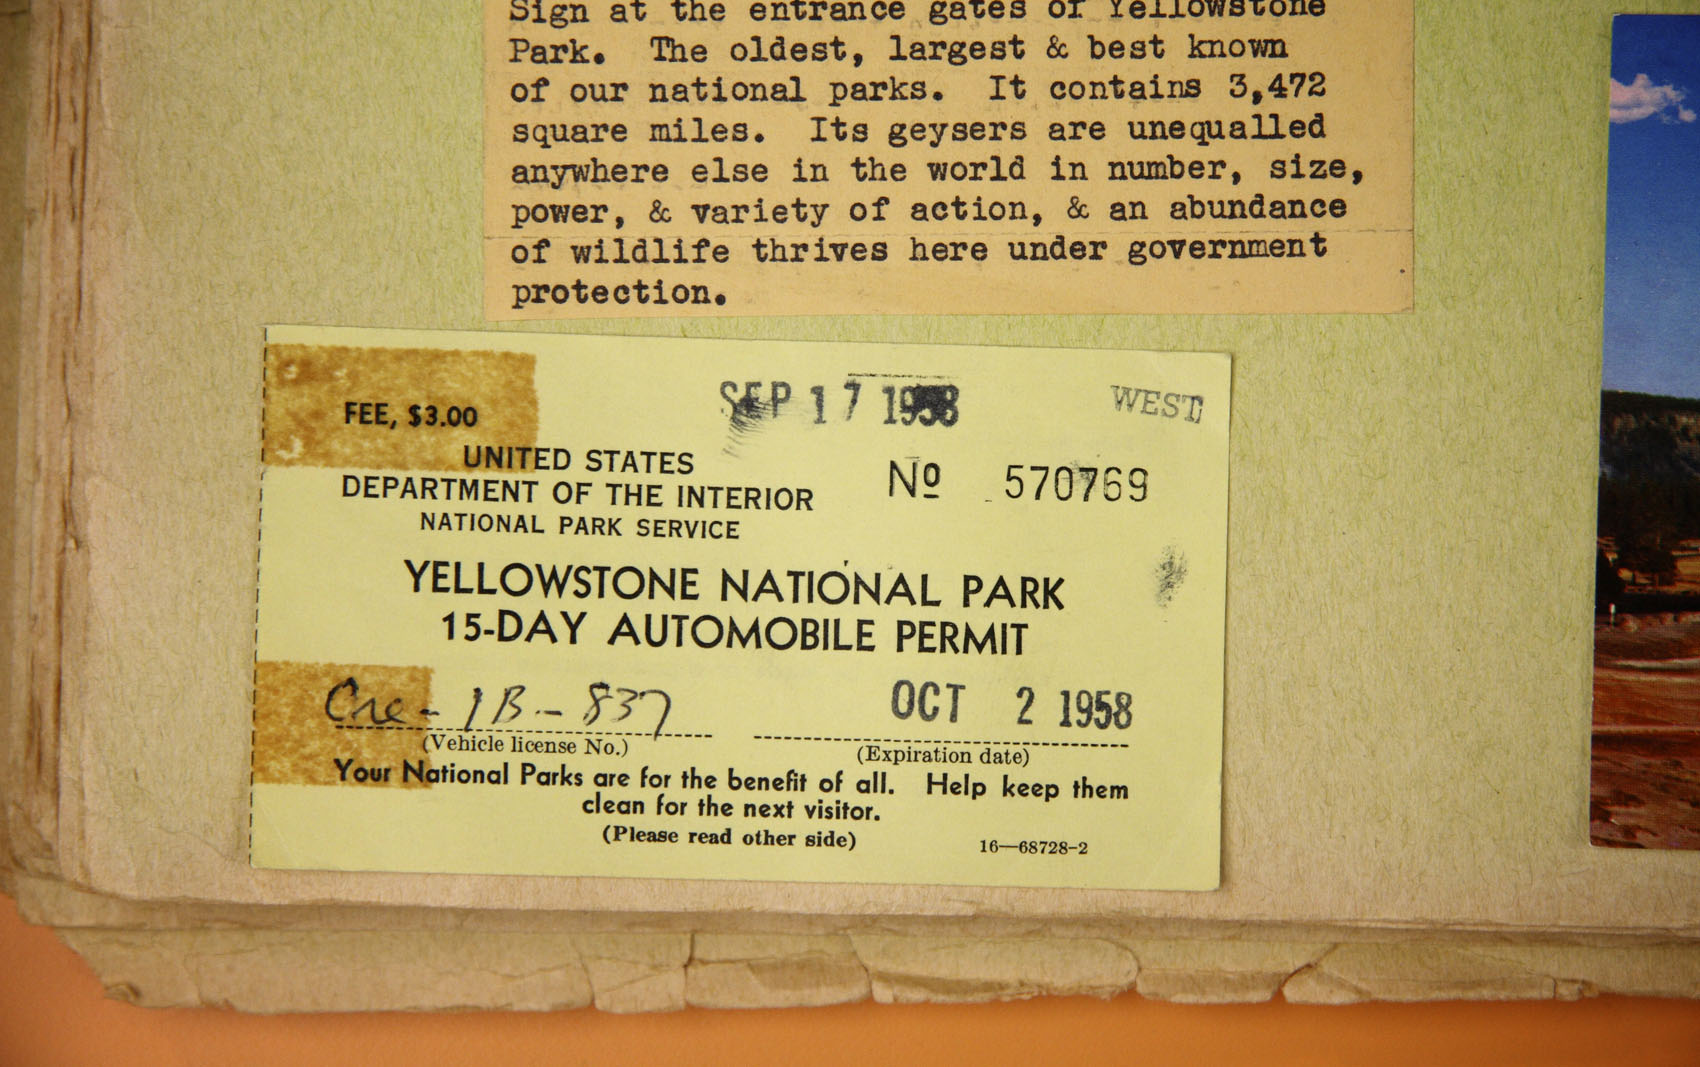 Sign at the entrance gates of Yellowstone
Park. The oldest, largest & best known
of our national parks. It contains 3,472
square miles. Its geysers are unequalled
anywhere else in the world in number, size,
power, & variety of action, & an abundance
of wildlife thrives here under government
protection.
FEE, $3.00
SEP 17 1958
WEST
UNITED STATES
DEPARTMENT OF THE INTERIOR
NATIONAL PARK SERVICE
Nº 570769
YELLOWSTONE NATIONAL PARK
15-DAY AUTOMOBILE PERMIT
Ore - 1B - 837
OCT 2 1958
(Vehicle license No.)
(Expiration date)
Your National Parks are for the benefit of all. Help keep them
clean for the next visitor.
(Please read other side)
16—68728-2